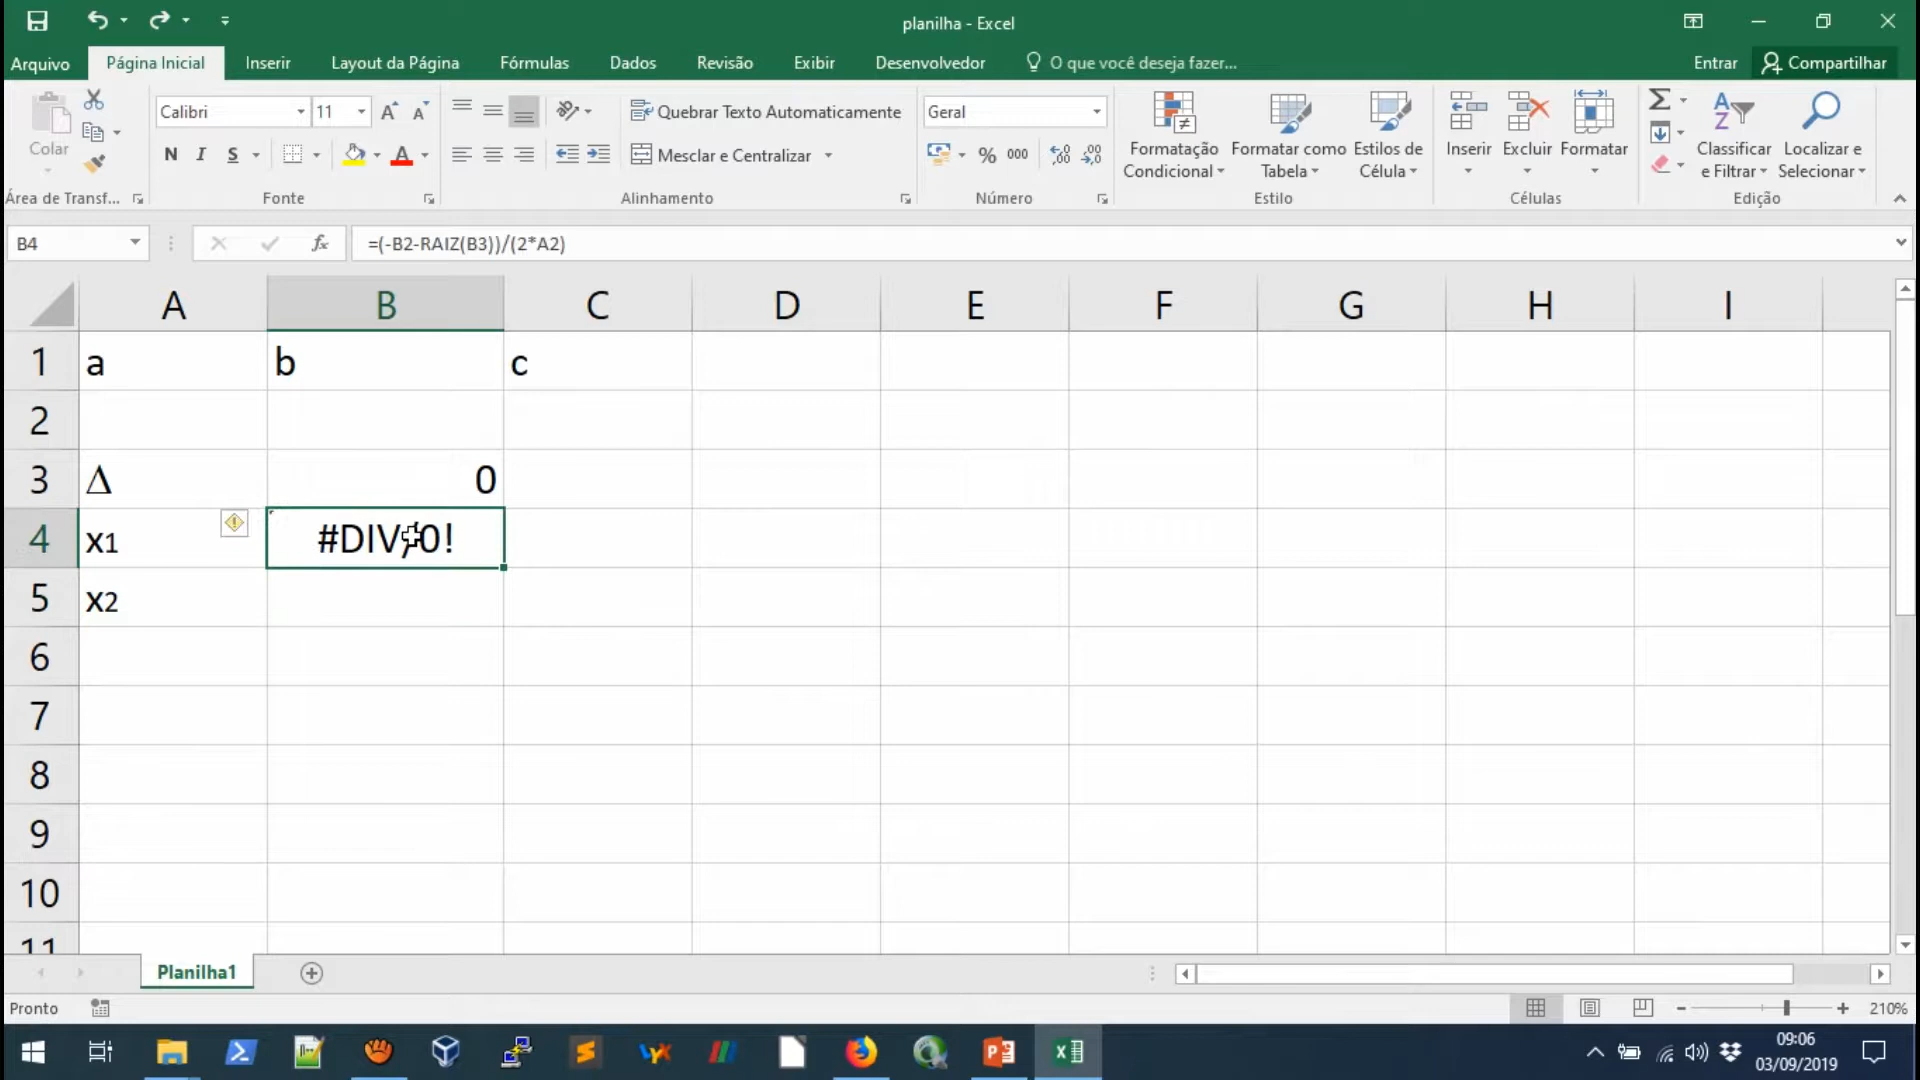 planilha - Excel
Arquivo Página Inicial Inserir Layout da Página Fórmulas Dados Revisão Exibir Desenvolvedor O que você deseja fazer... Entrar Compartilhar
Colar
Calibri 11
N I S
Quebrar Texto Automaticamente
Mesclar e Centralizar
Geral
% 000
Formatação Condicional
Formatar como Tabela
Estilos de Célula
Inserir Excluir Formatar
Classificar e Filtrar
Localizar e Selecionar
Área de Transf... Fonte Alinhamento Número Estilo Células Edição
B4 fx =(-B2-RAIZ(B3))/(2*A2)
A B C D E F G H I
1 a b c
2
3 Δ 0
4 x1 #DIV/0!
5 x2
6
7
8
9
10
11
Planilha1
Pronto 210%
09:06
03/09/2019